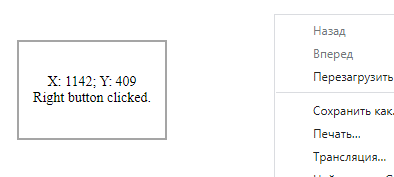 X: 1142; Y: 409
Right button clicked.
Назад
Вперед
Перезагрузить
Сохранить как.
Печать...
Трансляция...